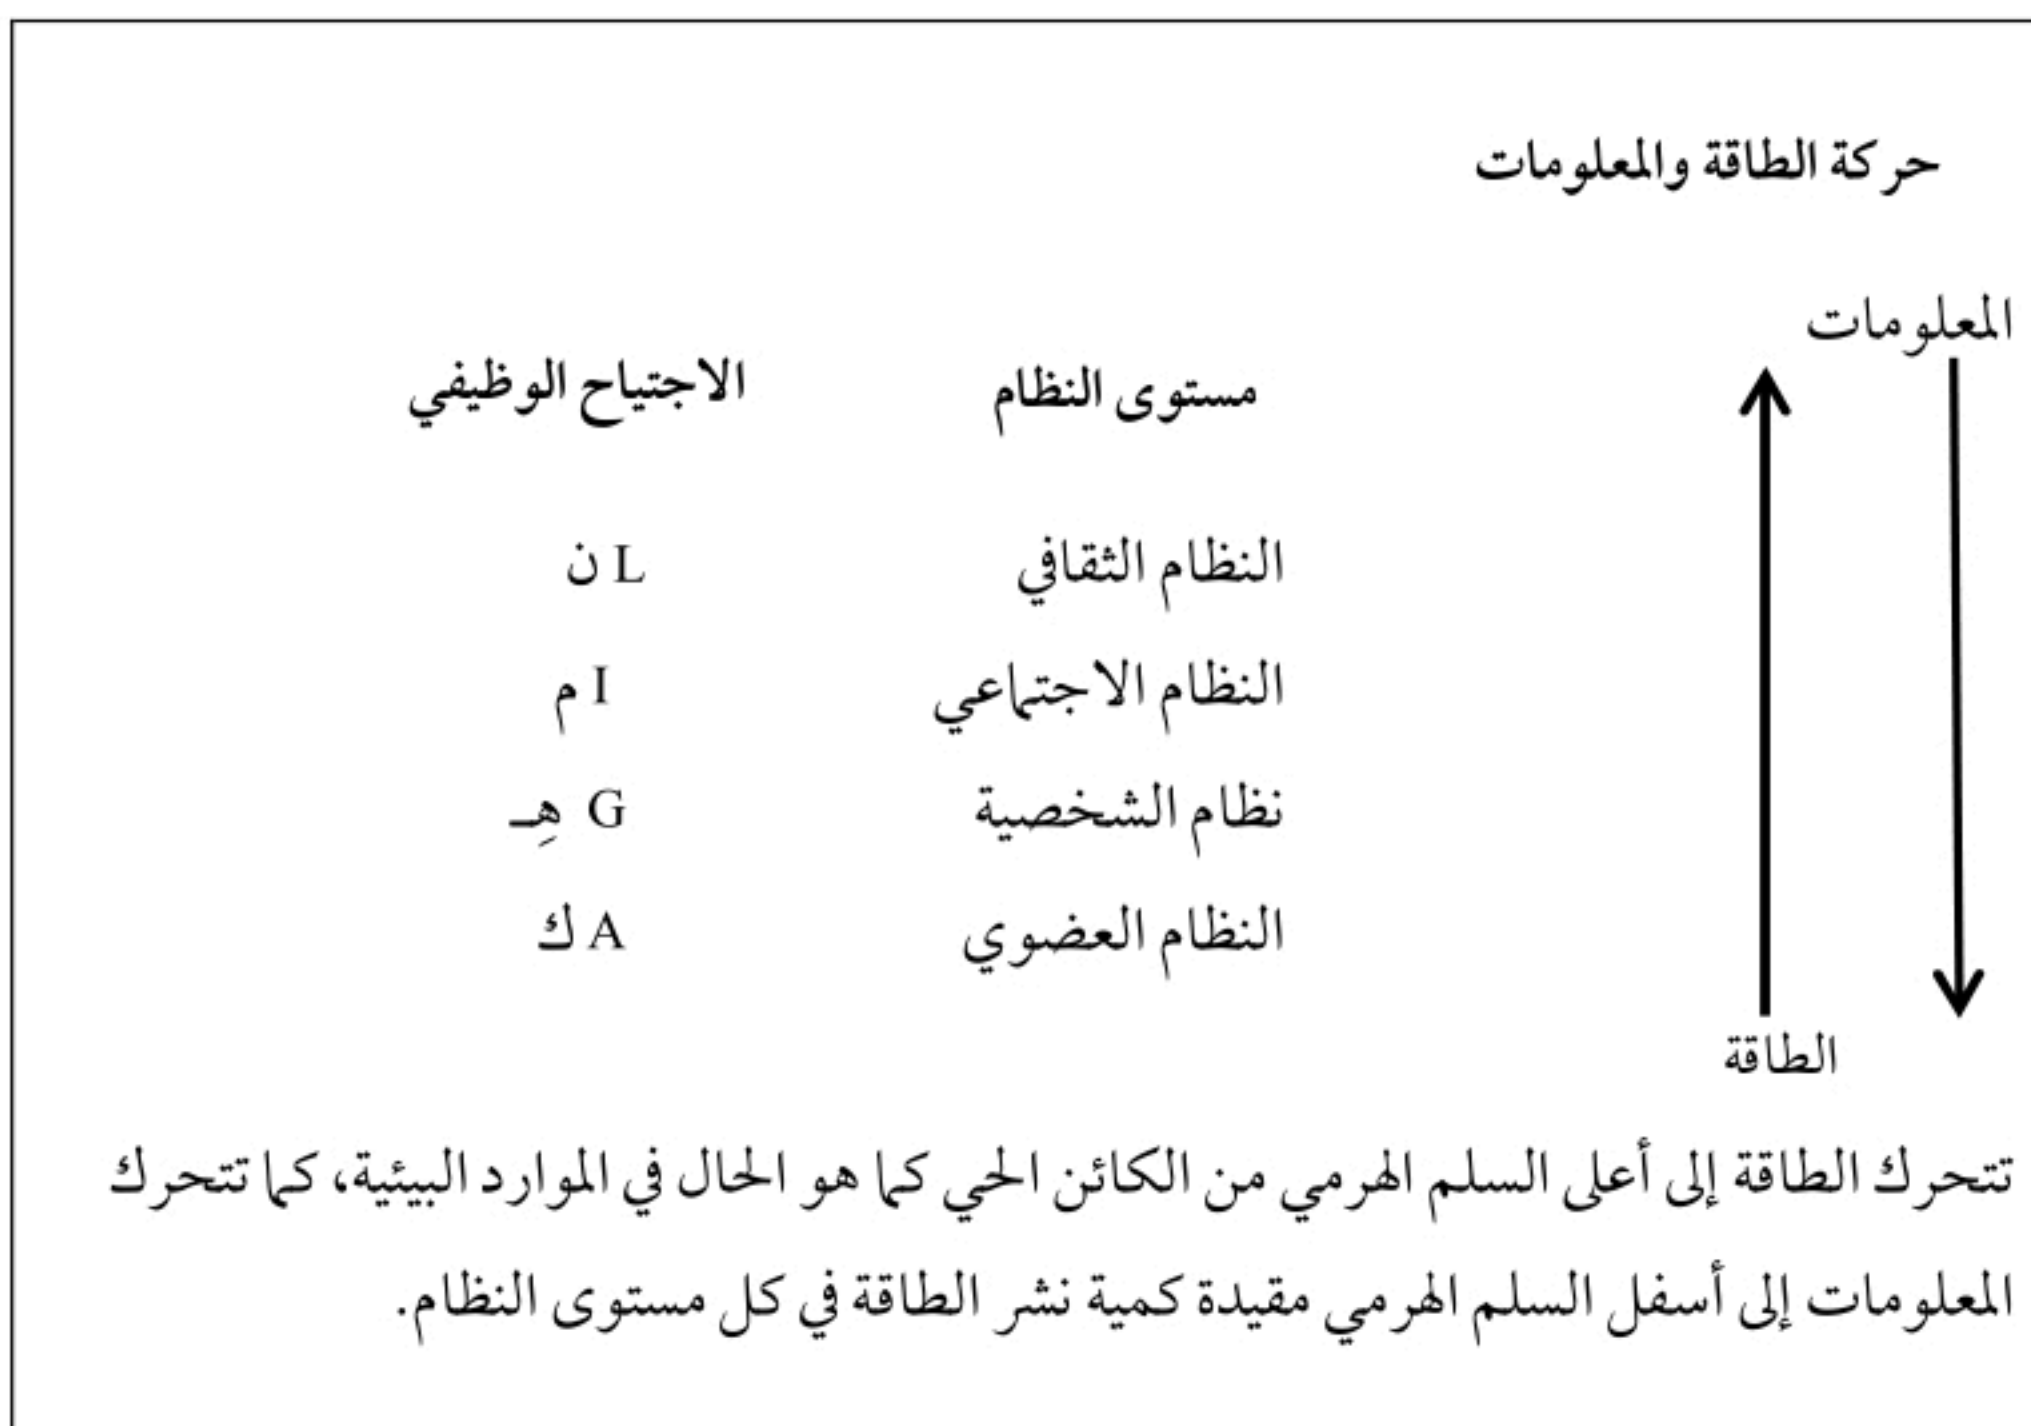 حركة الطاقة والمعلومات
المعلومات
مستوى النظام الاجتياح الوظيفي
النظام الثقافي L ن
النظام الاجتماعي I م
نظام الشخصية G هِـ
النظام العضوي A ك
الطاقة
تتحرك الطاقة إلى أعلى السلم الهرمي من الكائن الحي كما هو الحال في الموارد البيئية، كما تتحرك
المعلومات إلى أسفل السلم الهرمي مقيدة كمية نشر الطاقة في كل مستوى النظام.